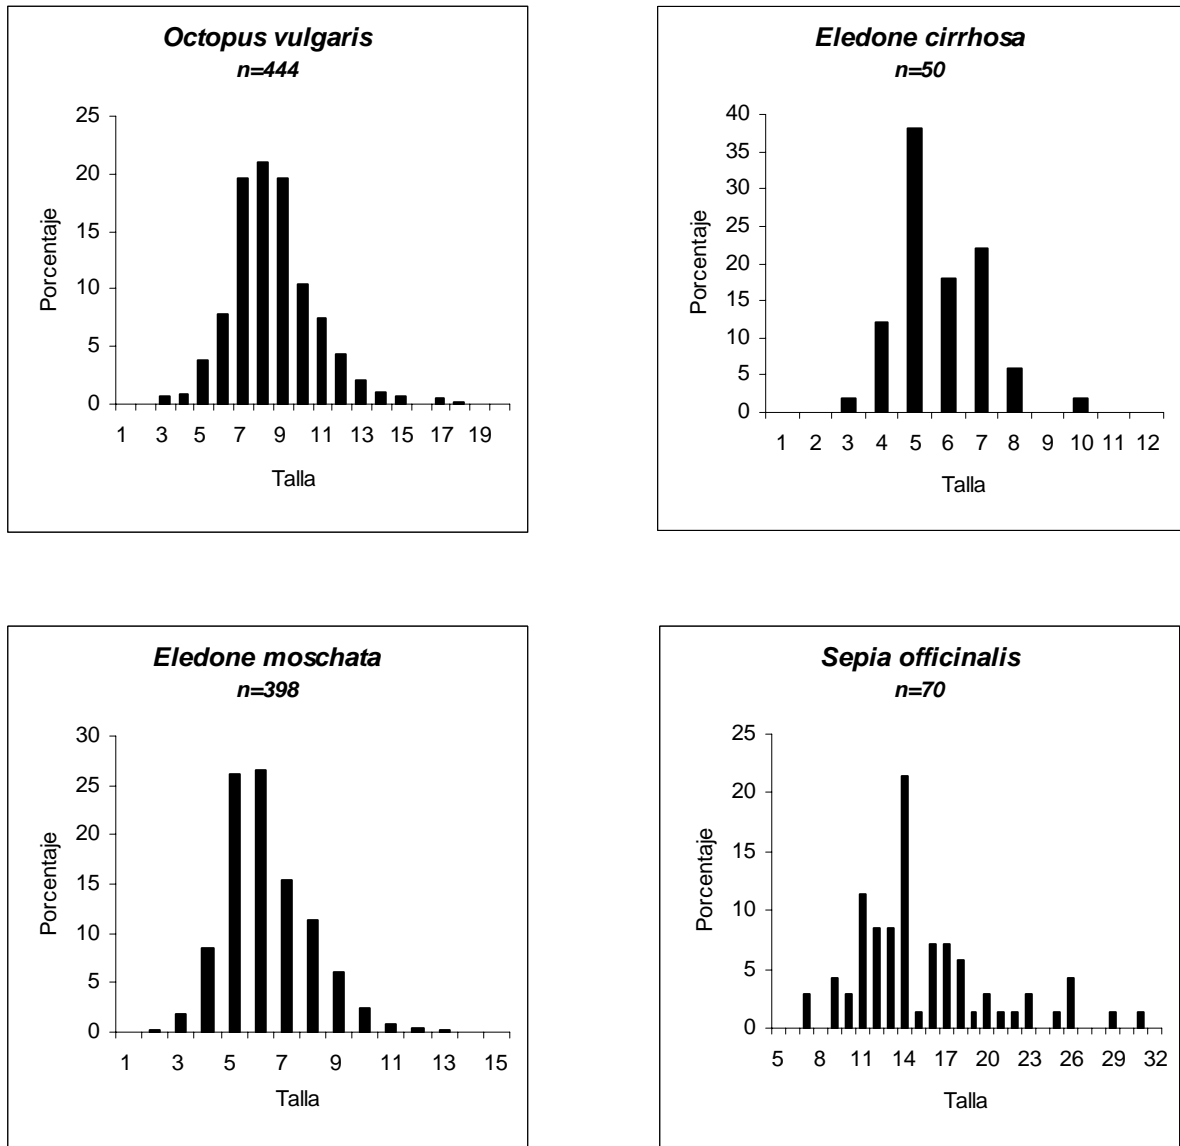 Octopus vulgaris
n=444
25
20
15
10
5
0
Porcentaje
1 3 5 7 9 11 13 15 17 19
Talla
Eledone cirrhosa
n=50
40
35
30
25
20
15
10
5
0
Porcentaje
1 2 3 4 5 6 7 8 9 10 11 12
Talla
Eledone moschata
n=398
30
25
20
15
10
5
0
Porcentaje
1 3 5 7 9 11 13 15
Talla
Sepia officinalis
n=70
25
20
15
10
5
0
Porcentaje
5 8 11 14 17 20 23 26 29 32
Talla